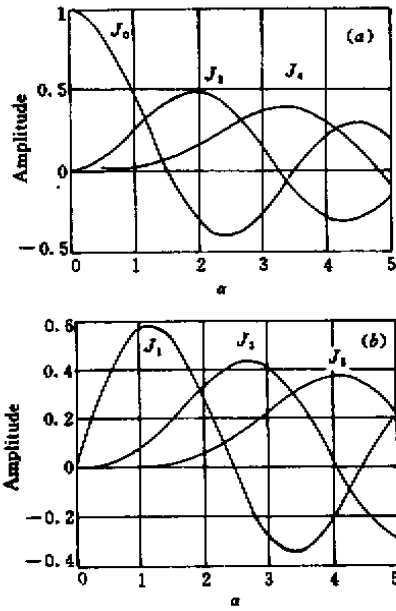 1
J₀
(a)
J₂
J₄
0.5
Amplitude
0
−0.5
0 1 2 3 4 5
α
0.6
J₁
J₃
(b)
J₅
0.4
0.2
Amplitude
0
−0.2
−0.4
0 1 2 3 4 5
α